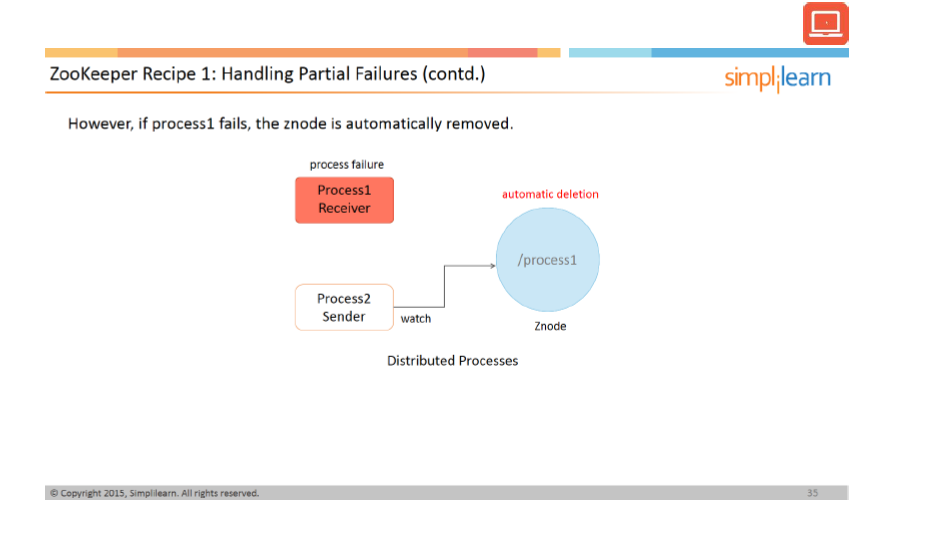 ZooKeeper Recipe 1: Handling Partial Failures (contd.)
simplilearn
However, if process1 fails, the znode is automatically removed.
process failure
Process1
Receiver
automatic deletion
/process1
Process2
Sender
watch
Znode
Distributed Processes
© Copyright 2015, Simplilearn. All rights reserved.
35